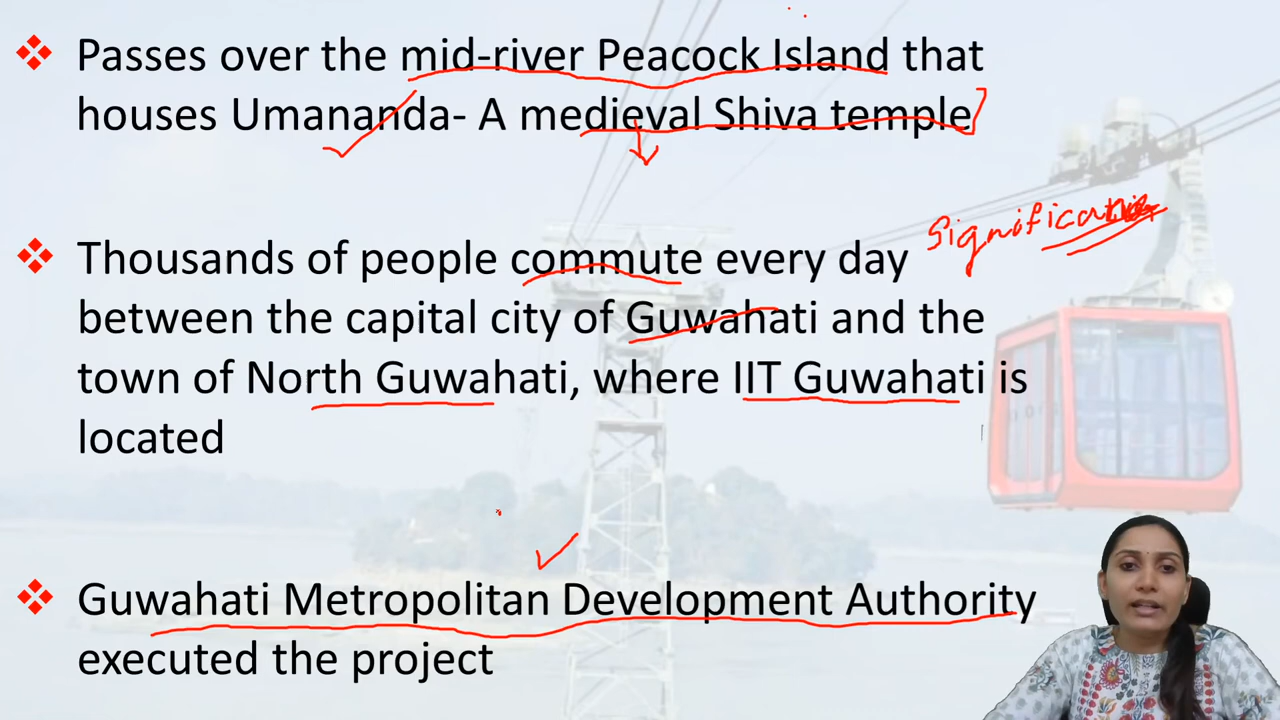 ❖ Passes over the mid-river Peacock Island that
houses Umananda- A medieval Shiva temple
❖ Thousands of people commute every day
between the capital city of Guwahati and the
town of North Guwahati, where IIT Guwahati is
located
❖ Guwahati Metropolitan Development Authority
executed the project